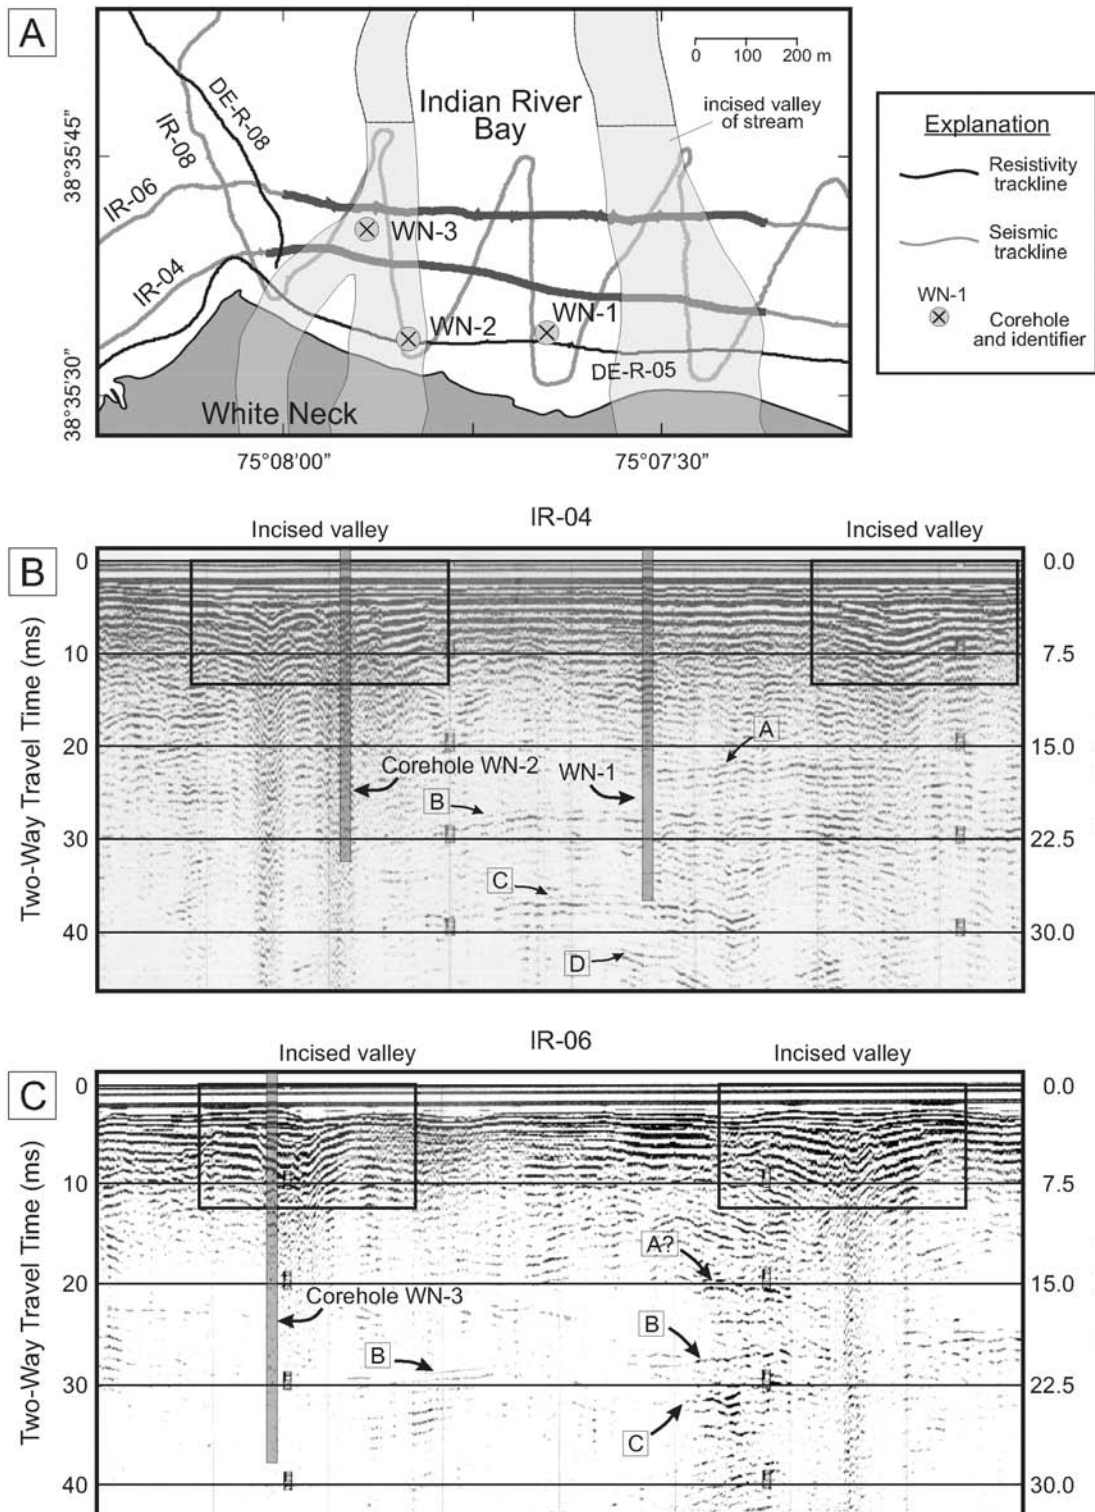 A
38°35'45"
38°35'30"
DE-R-08
IR-08
IR-06
IR-04
Indian River
Bay
0 100 200 m
incised valley
of stream
WN-3
WN-2
WN-1
DE-R-05
White Neck
75°08'00"
75°07'30"
Explanation
Resistivity
trackline
Seismic
trackline
WN-1
Corehole
and identifier
IR-04
Incised valley
Incised valley
B
Two-Way Travel Time (ms)
0
10
20
30
40
0.0
7.5
15.0
22.5
30.0
A
Corehole WN-2
WN-1
B
C
D
IR-06
Incised valley
Incised valley
C
Two-Way Travel Time (ms)
0
10
20
30
40
0.0
7.5
15.0
22.5
30.0
A?
Corehole WN-3
B
B
C